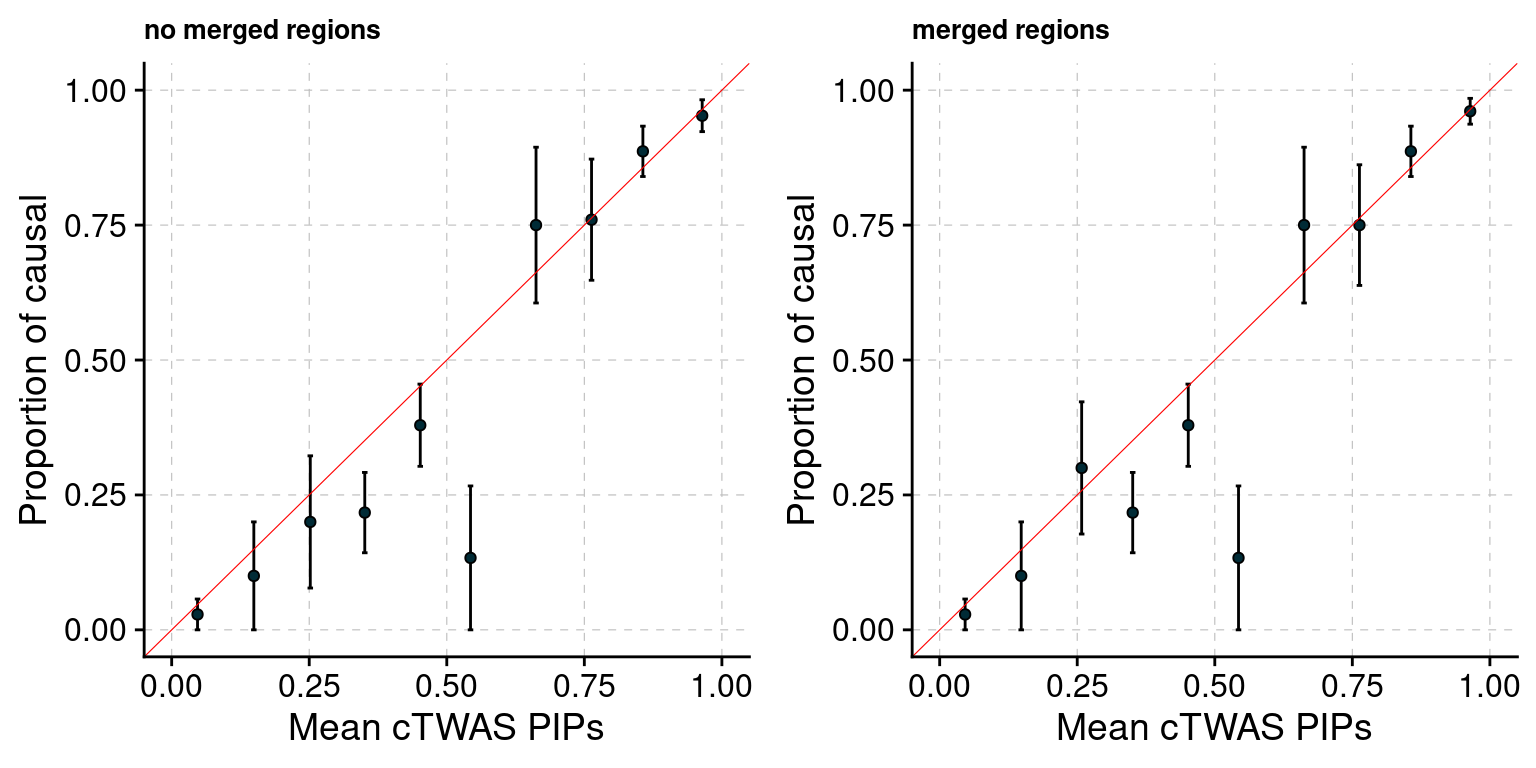 no merged regions
Proportion of causal
1.00
0.75
0.50
0.25
0.00
0.00 0.25 0.50 0.75 1.00
Mean cTWAS PIPs
merged regions
Proportion of causal
1.00
0.75
0.50
0.25
0.00
0.00 0.25 0.50 0.75 1.00
Mean cTWAS PIPs